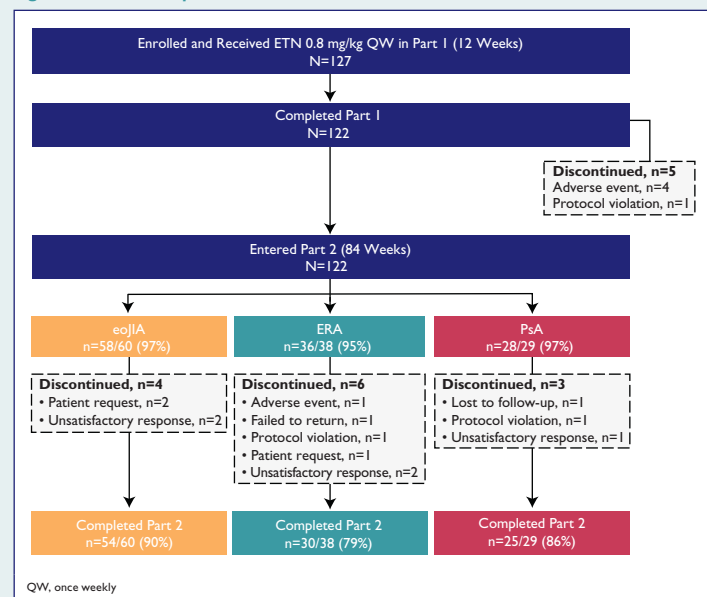 Enrolled and Received ETN 0.8 mg/kg QW in Part 1 (12 Weeks)
N=127
Completed Part 1
N=122
Discontinued, n=5
Adverse event, n=4
Protocol violation, n=1
Entered Part 2 (84 Weeks)
N=122
eoJIA
n=58/60 (97%)
ERA
n=36/38 (95%)
PsA
n=28/29 (97%)
Discontinued, n=4
• Patient request, n=2
• Unsatisfactory response, n=2
Discontinued, n=6
• Adverse event, n=1
• Failed to return, n=1
• Protocol violation, n=1
• Patient request, n=1
• Unsatisfactory response, n=2
Discontinued, n=3
• Lost to follow-up, n=1
• Protocol violation, n=1
• Unsatisfactory response, n=1
Completed Part 2
n=54/60 (90%)
Completed Part 2
n=30/38 (79%)
Completed Part 2
n=25/29 (86%)
QW, once weekly